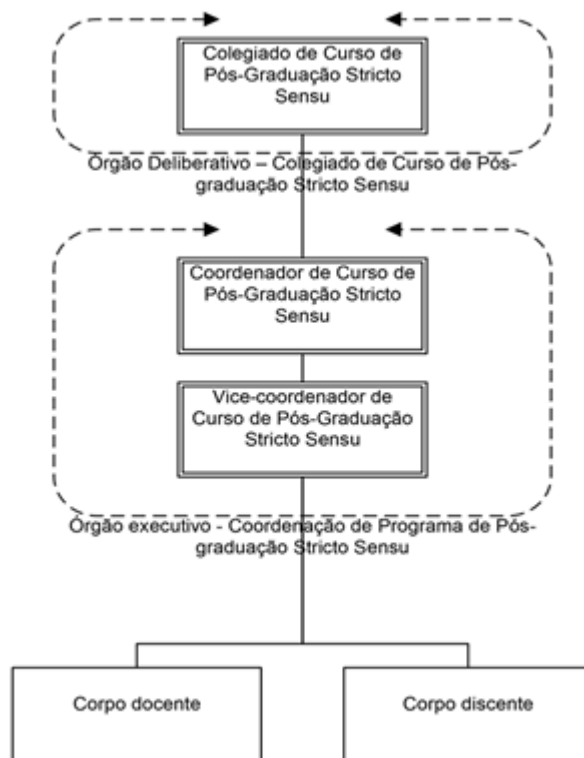 Colegiado de Curso de
Pós-Graduação Stricto
Sensu
Órgão Deliberativo – Colegiado de Curso de Pós-
graduação Stricto Sensu
Coordenador de Curso de
Pós-Graduação Stricto
Sensu
Vice-coordenador de
Curso de Pós-Graduação
Stricto Sensu
Órgão executivo - Coordenação de Programa de Pós-
graduação Stricto Sensu
Corpo docente
Corpo discente